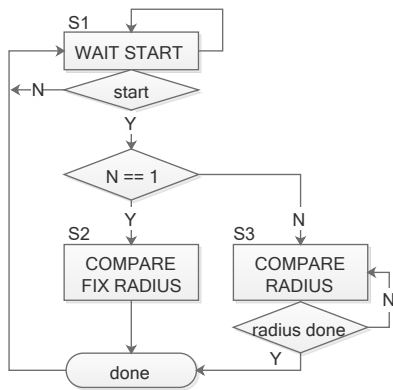 S1
WAIT START
N
start
Y
N == 1
Y
N
S2
S3
COMPARE
FIX RADIUS
COMPARE
RADIUS
N
radius done
Y
done